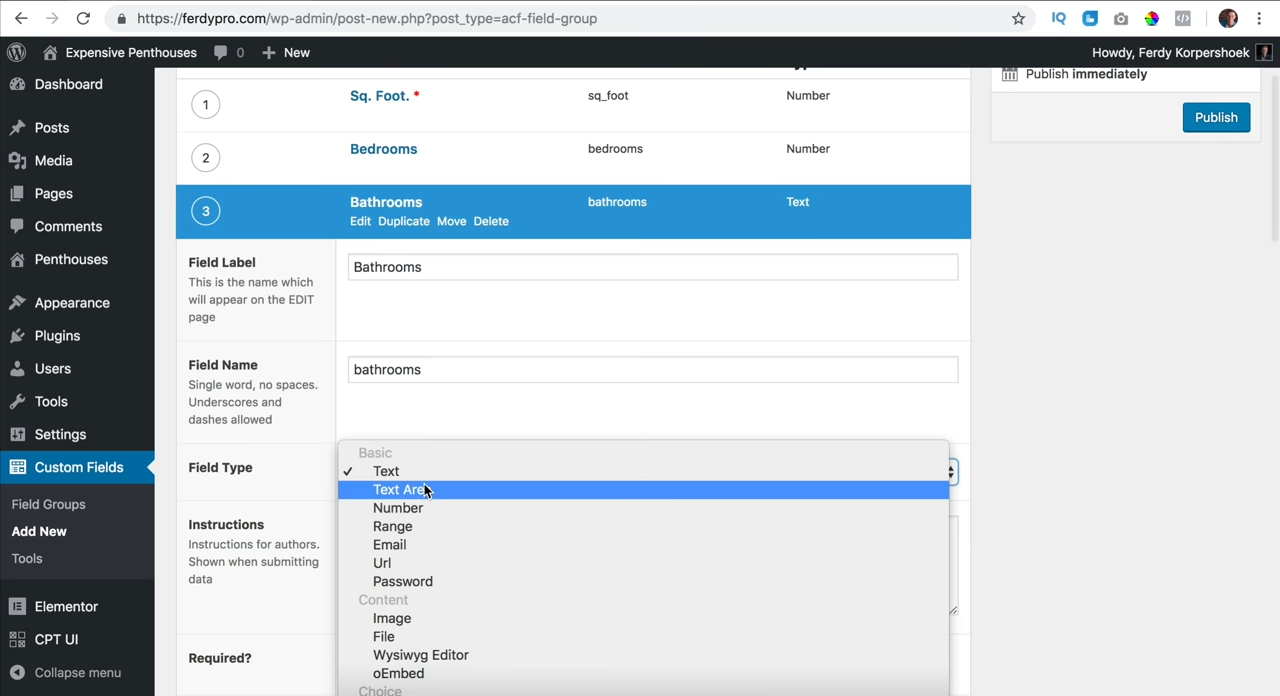 https://ferdypro.com/wp-admin/post-new.php?post_type=acf-field-group
IQ
Expensive Penthouses 0 New
Howdy, Ferdy Korpershoek
Dashboard
Posts
Media
Pages
Comments
Penthouses
Appearance
Plugins
Users
Tools
Settings
Custom Fields
Field Groups
Add New
Tools
Elementor
CPT UI
Collapse menu
1 Sq. Foot. * sq_foot Number
2 Bedrooms bedrooms Number
3 Bathrooms bathrooms Text
Edit Duplicate Move Delete
Field Label
This is the name which
will appear on the EDIT
page
Bathrooms
Field Name
Single word, no spaces.
Underscores and
dashes allowed
bathrooms
Field Type
Basic
✓ Text
Text Are
Number
Range
Email
Url
Password
Content
Image
File
Wysiwyg Editor
oEmbed
Choice
Instructions
Instructions for authors.
Shown when submitting
data
Required?
Publish immediately
Publish